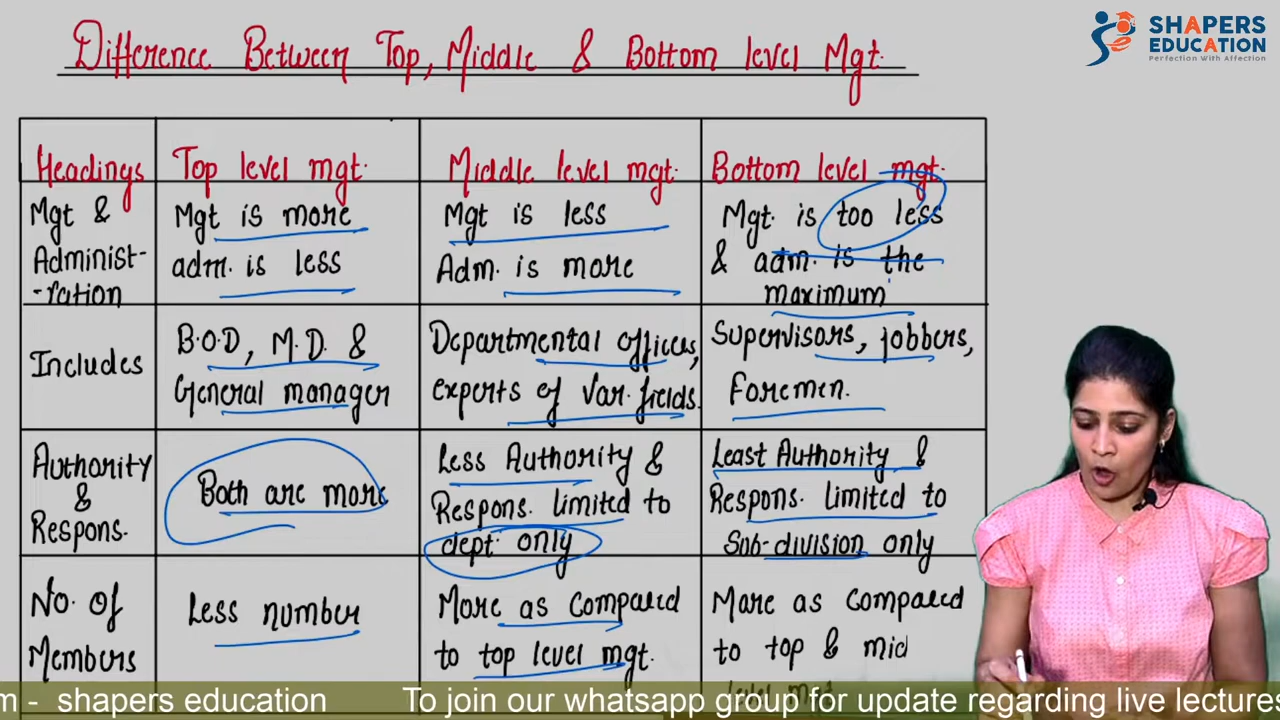 SHAPERS
EDUCATION
Perfection With Affection
Difference Between Top, Middle & Bottom level Mgt.
Headings
Top level mgt.
Middle level mgt.
Bottom level mgt.
Mgt &
Administ-
-ration
Mgt is more
adm. is less
Mgt is less
Adm. is more
Mgt. is too less
& adm. is the
maximum
Includes
B.O.D, M.D. &
General manager
Departmental offices,
experts of var. fields.
Supervisors, jobbers,
Foremen.
Authority
&
Respons.
Both are more
Less Authority &
Respons. limited to
dept. only
Least Authority &
Respons. limited to
Sub-division only
No. of
Members
Less number
More as compared
to top level mgt.
More as compared
to top & mid
level mgt
m - shapers education To join our whatsapp group for update regarding live lectures